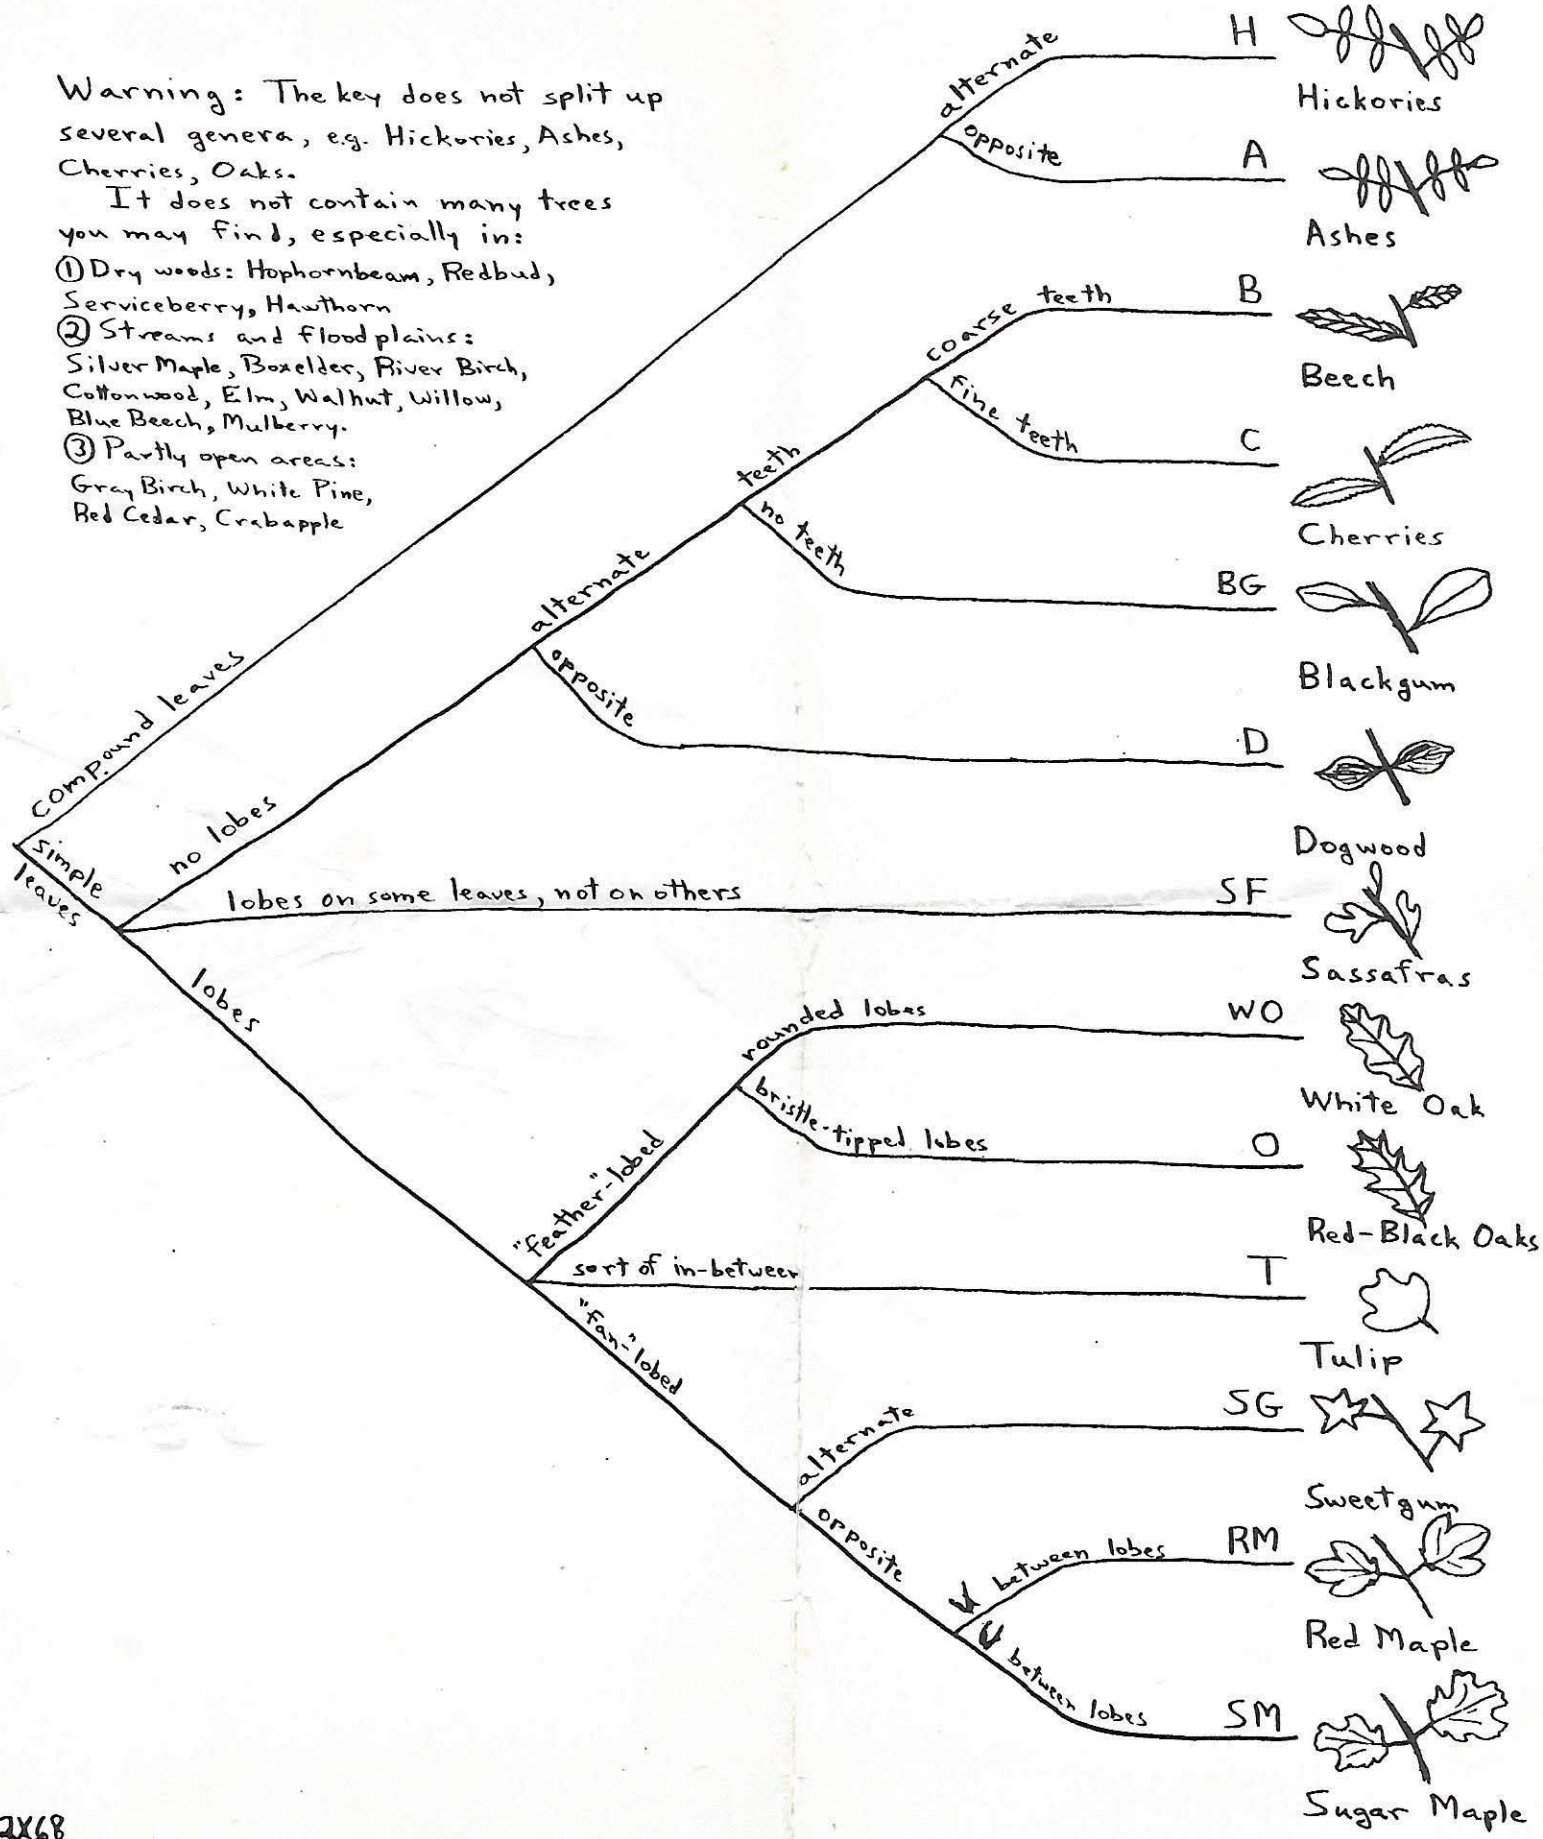 Warning: The key does not split up
several genera, e.g. Hickories, Ashes,
Cherries, Oaks.
It does not contain many trees
you may find, especially in:
① Dry woods: Hophornbeam, Redbud,
Serviceberry, Hawthorn
② Streams and floodplains:
Silver Maple, Boxelder, River Birch,
Cottonwood, Elm, Walnut, Willow,
Blue Beech, Mulberry.
③ Partly open areas:
Gray Birch, White Pine,
Red Cedar, Crabapple
compound leaves
alternate
H
Hickories
opposite
A
Ashes
simple
leaves
no lobes
alternate
teeth
coarse teeth
B
Beech
fine teeth
C
Cherries
no teeth
BG
Blackgum
opposite
D
Dogwood
lobes on some leaves, not on others
SF
Sassafras
lobes
"feather-"lobed
rounded lobes
WO
White Oak
bristle-tipped lobes
O
Red-Black Oaks
sort of in-between
T
Tulip
"fan-"lobed
alternate
SG
Sweetgum
opposite
V between lobes
RM
Red Maple
U between lobes
SM
Sugar Maple
2X68